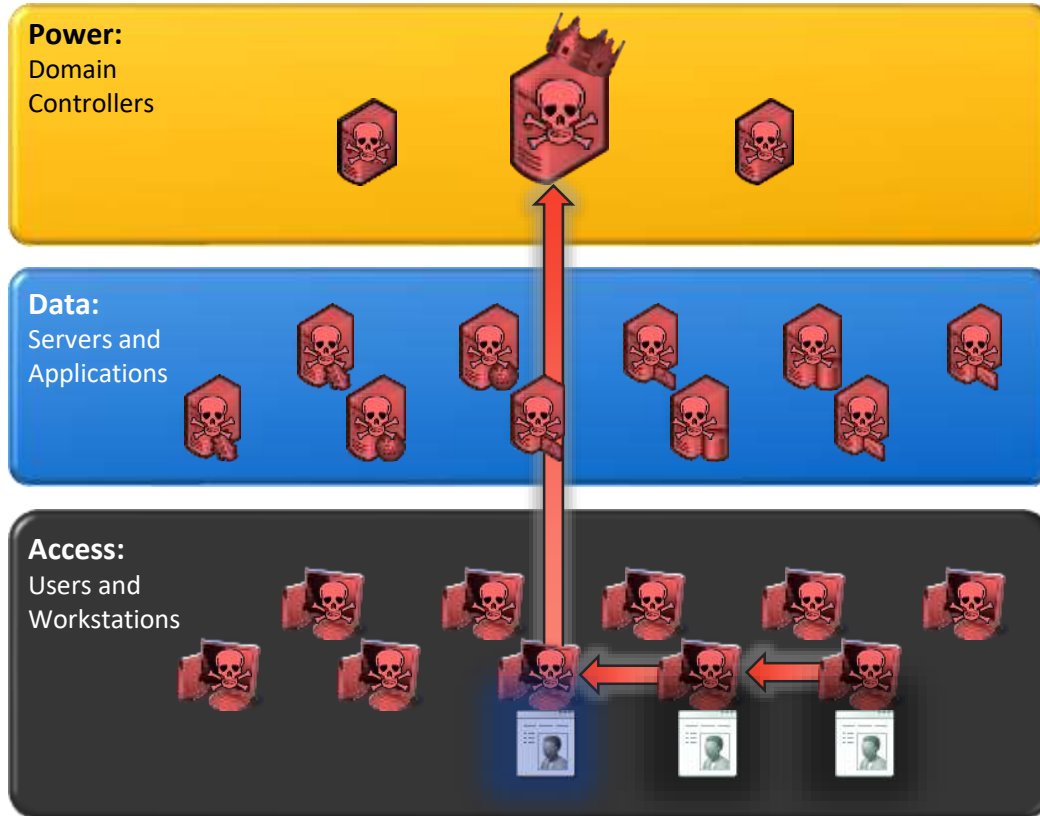 Power:
Domain
Controllers
Data:
Servers and
Applications
Access:
Users and
Workstations